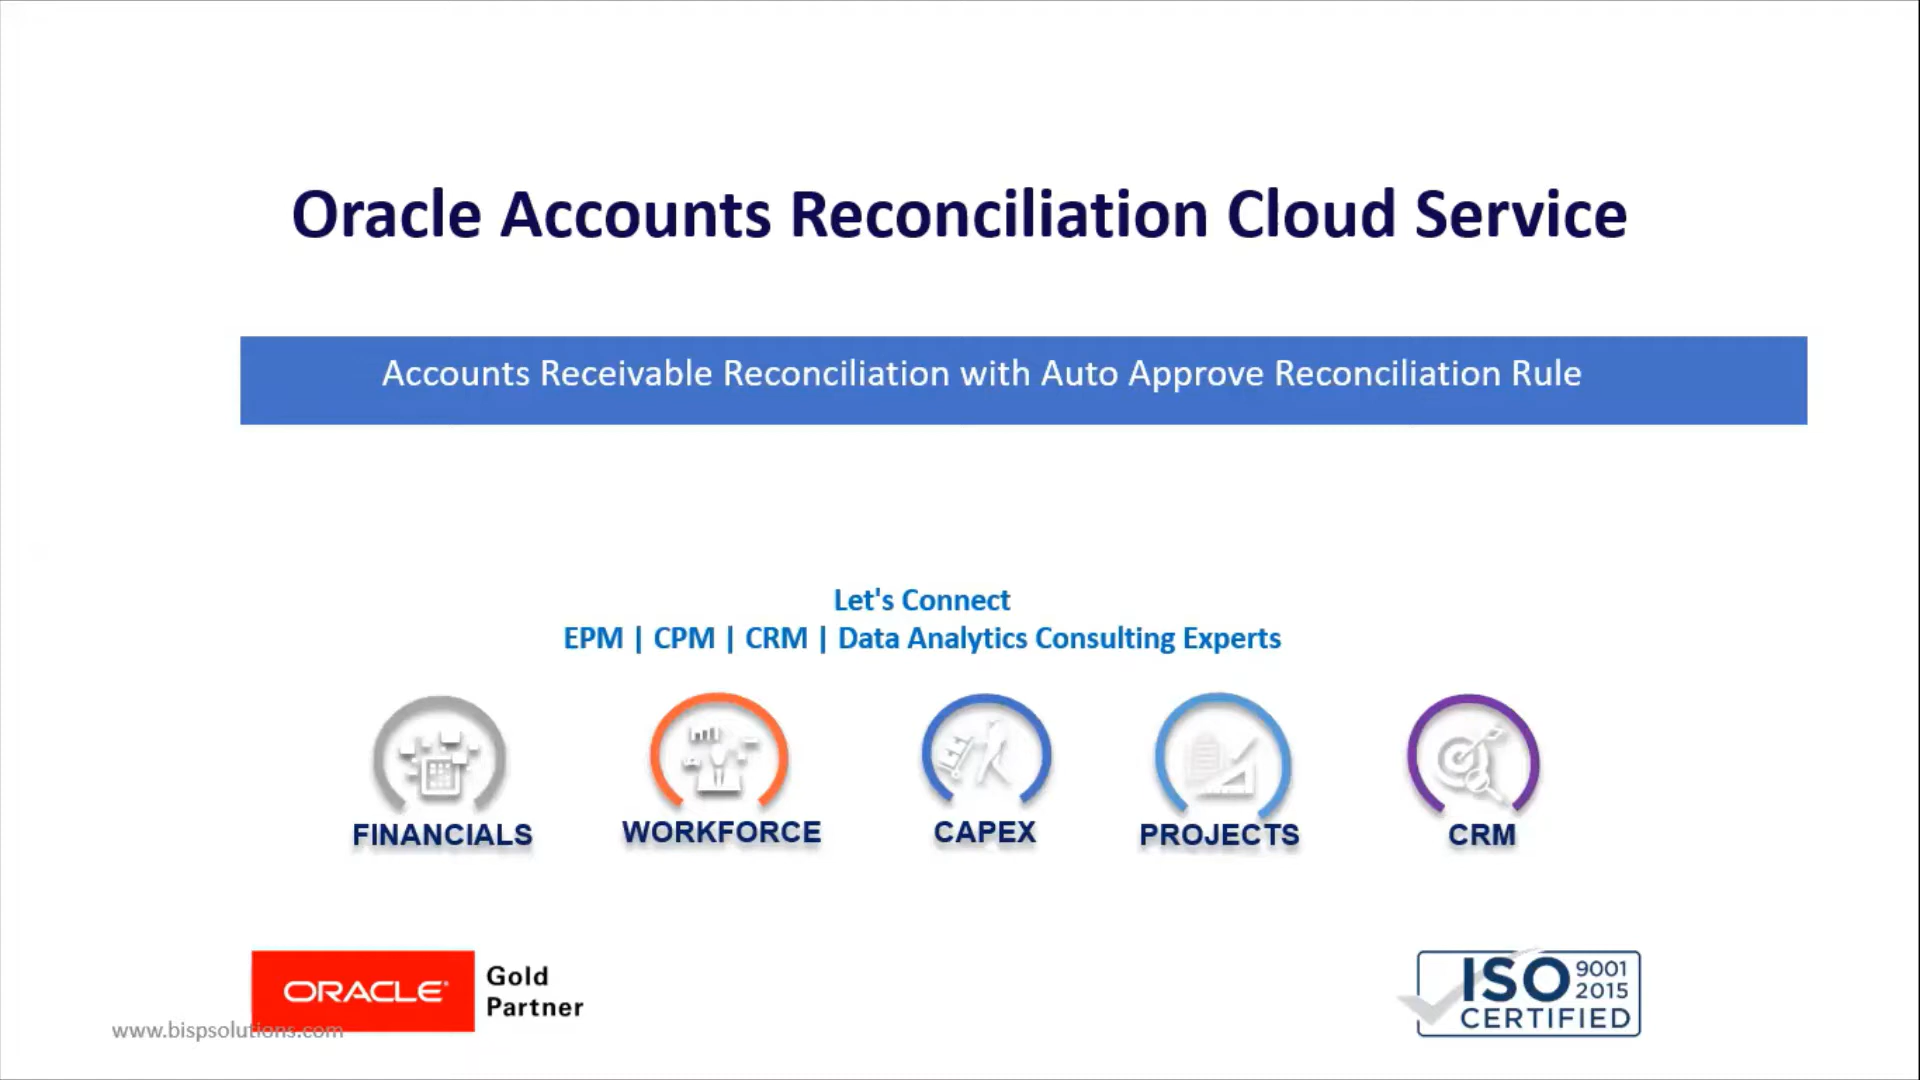 Oracle Accounts Reconciliation Cloud Service
Accounts Receivable Reconciliation with Auto Approve Reconciliation Rule
Let's Connect
EPM | CPM | CRM | Data Analytics Consulting Experts
FINANCIALS
WORKFORCE
CAPEX
PROJECTS
CRM
ORACLE®
Gold
Partner
www.bispsolutions.com
ISO 9001
2015
CERTIFIED